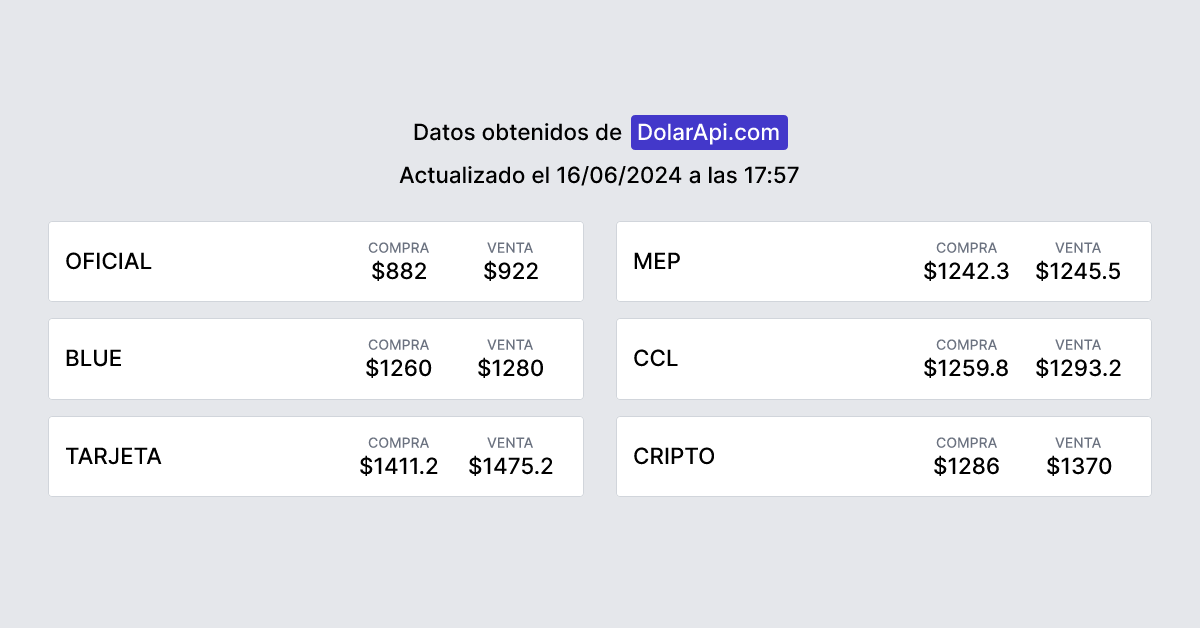 Datos obtenidos de DolarApi.com
Actualizado el 16/06/2024 a las 17:57
OFICIAL
COMPRA
$882
VENTA
$922
MEP
COMPRA
$1242.3
VENTA
$1245.5
BLUE
COMPRA
$1260
VENTA
$1280
CCL
COMPRA
$1259.8
VENTA
$1293.2
TARJETA
COMPRA
$1411.2
VENTA
$1475.2
CRIPTO
COMPRA
$1286
VENTA
$1370